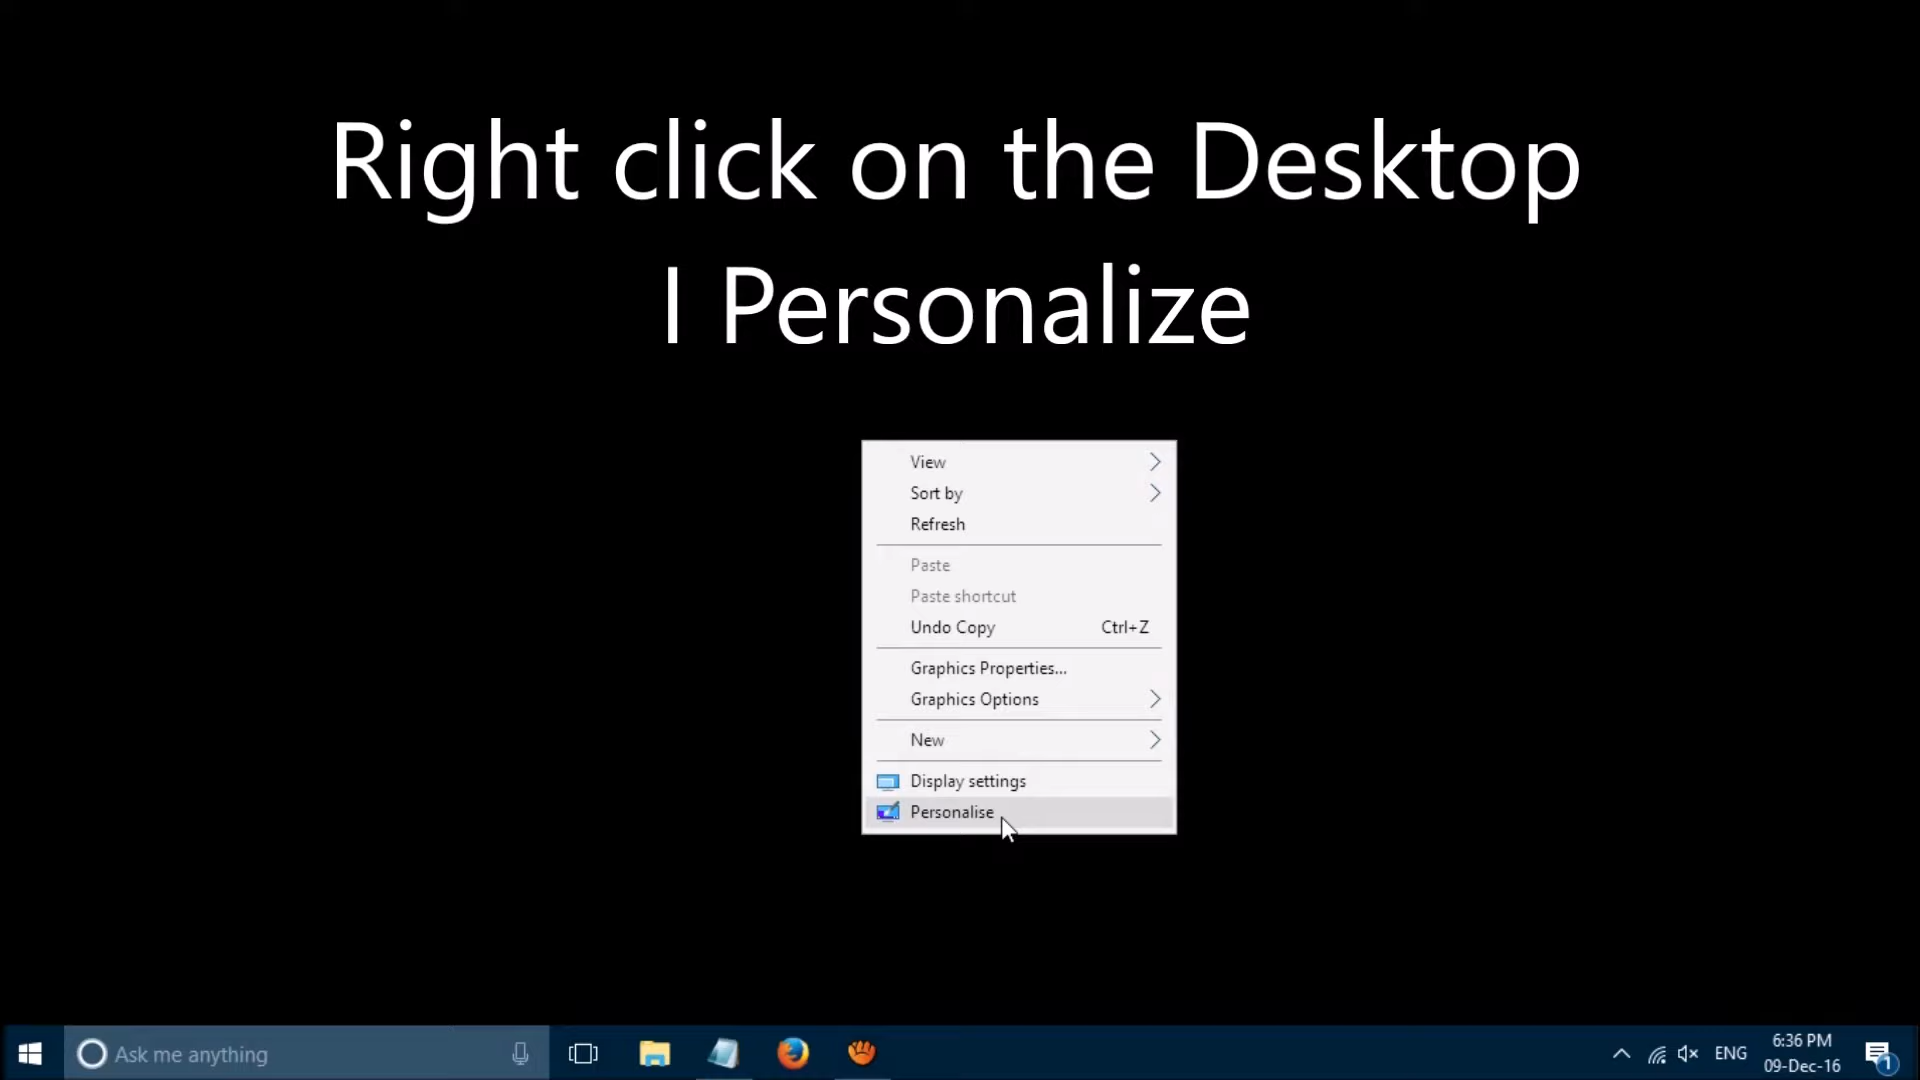 Right click on the Desktop
I Personalize
View
Sort by
Refresh
Paste
Paste shortcut
Undo Copy Ctrl+Z
Graphics Properties...
Graphics Options
New
Display settings
Personalise
Ask me anything
ENG
6:36 PM
09-Dec-16
1